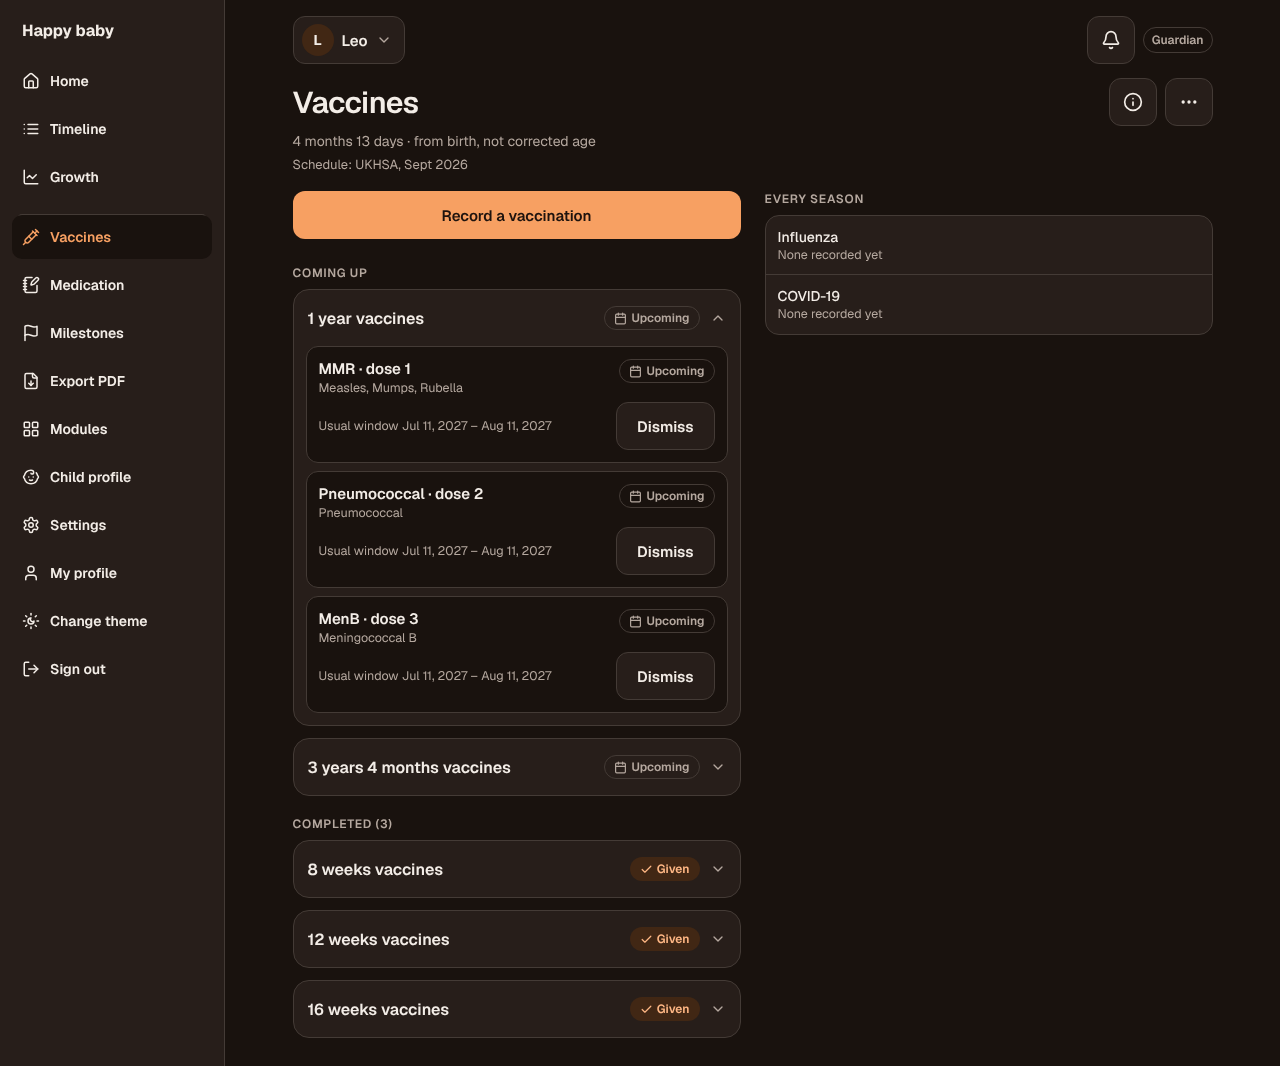 Happy baby
Home
Timeline
Growth
Vaccines
Medication
Milestones
Export PDF
Modules
Child profile
Settings
My profile
Change theme
Sign out
L Leo
Guardian
Vaccines
4 months 13 days · from birth, not corrected age
Schedule: UKHSA, Sept 2026
Record a vaccination
COMING UP
1 year vaccines Upcoming
MMR · dose 1 Upcoming
Measles, Mumps, Rubella
Usual window Jul 11, 2027 – Aug 11, 2027 Dismiss
Pneumococcal · dose 2 Upcoming
Pneumococcal
Usual window Jul 11, 2027 – Aug 11, 2027 Dismiss
MenB · dose 3 Upcoming
Meningococcal B
Usual window Jul 11, 2027 – Aug 11, 2027 Dismiss
3 years 4 months vaccines Upcoming
COMPLETED (3)
8 weeks vaccines Given
12 weeks vaccines Given
16 weeks vaccines Given
EVERY SEASON
Influenza
None recorded yet
COVID-19
None recorded yet